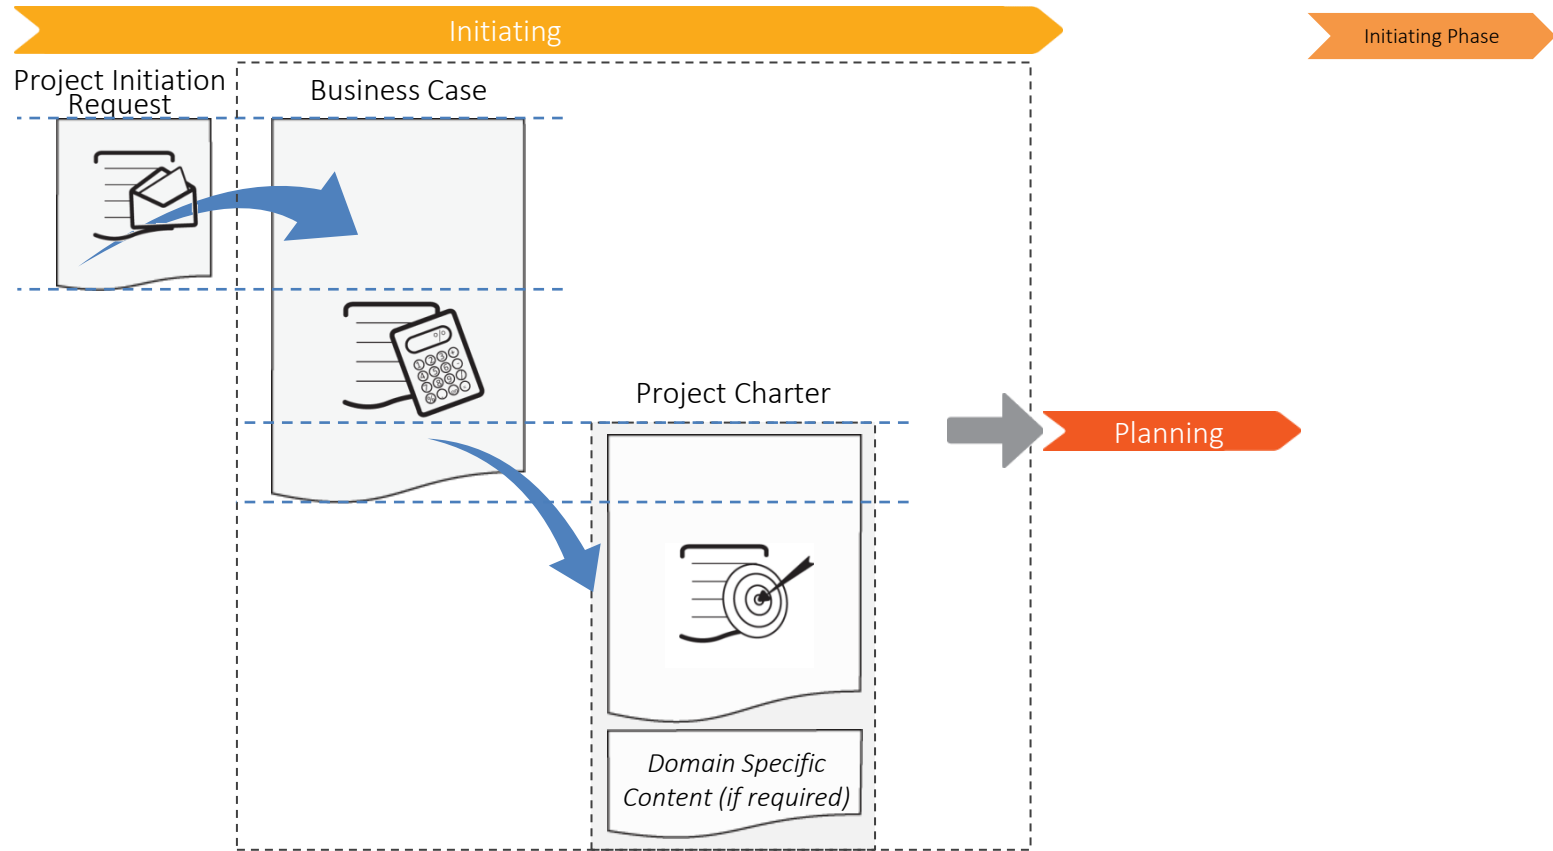 Initiating
Initiating Phase
Project Initiation
Request
Business Case
Project Charter
Planning
Domain Specific
Content (if required)